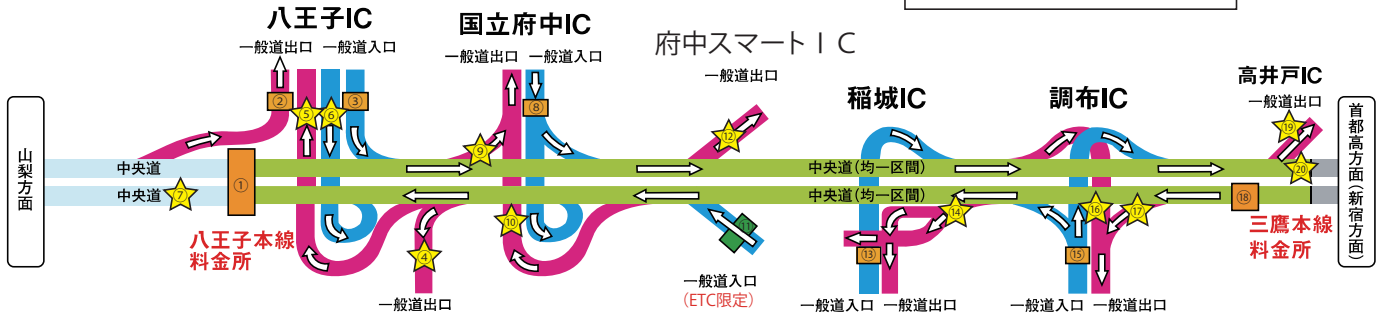 八王子IC
国立府中IC
府中スマートＩＣ
稲城IC
調布IC
高井戸IC
一般道出口 一般道入口
一般道出口 一般道入口
一般道出口
一般道出口
山梨方面
首都高方面(新宿方面)
② ⑤ ⑥ ③
⑧
⑨
⑫
⑲
⑳
中央道
中央道(均一区間)
中央道
中央道(均一区間)
⑦
①
④
⑩
⑪
⑬
⑭
⑮
⑯
⑰
⑱
八王子本線
料金所
三鷹本線
料金所
一般道出口
一般道入口
(ETC限定)
一般道入口 一般道出口
一般道入口 一般道出口